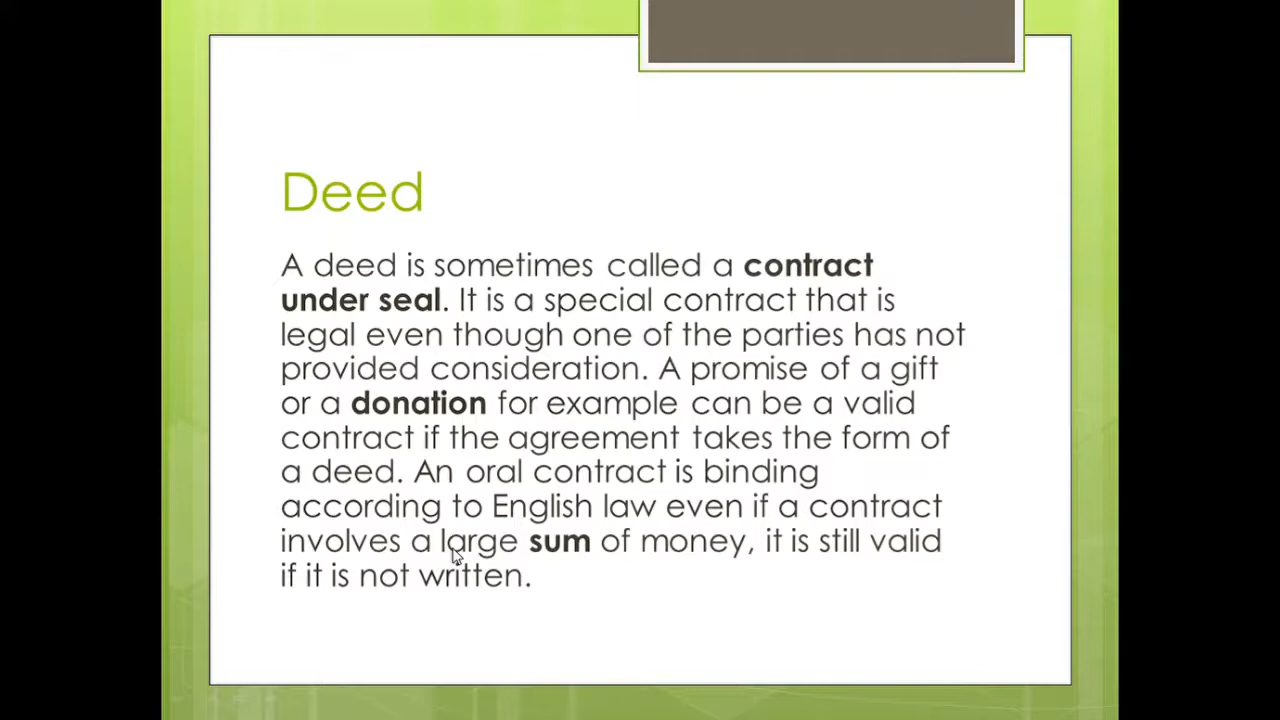 Deed
A deed is sometimes called a contract
under seal. It is a special contract that is
legal even though one of the parties has not
provided consideration. A promise of a gift
or a donation for example can be a valid
contract if the agreement takes the form of
a deed. An oral contract is binding
according to English law even if a contract
involves a large sum of money, it is still valid
if it is not written.